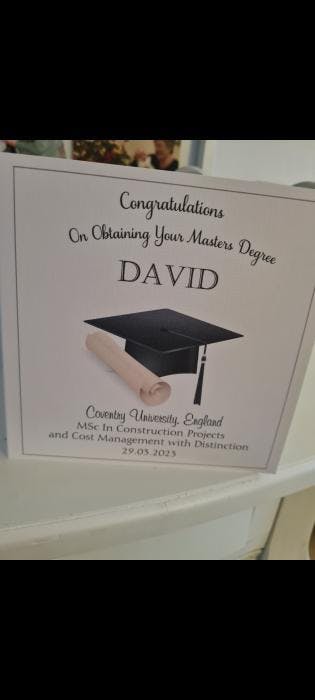 Congratulations
On Obtaining Your Masters Degree
DAVID
Coventry University, England
MSc In Construction Projects
and Cost Management with Distinction
29.03.2023